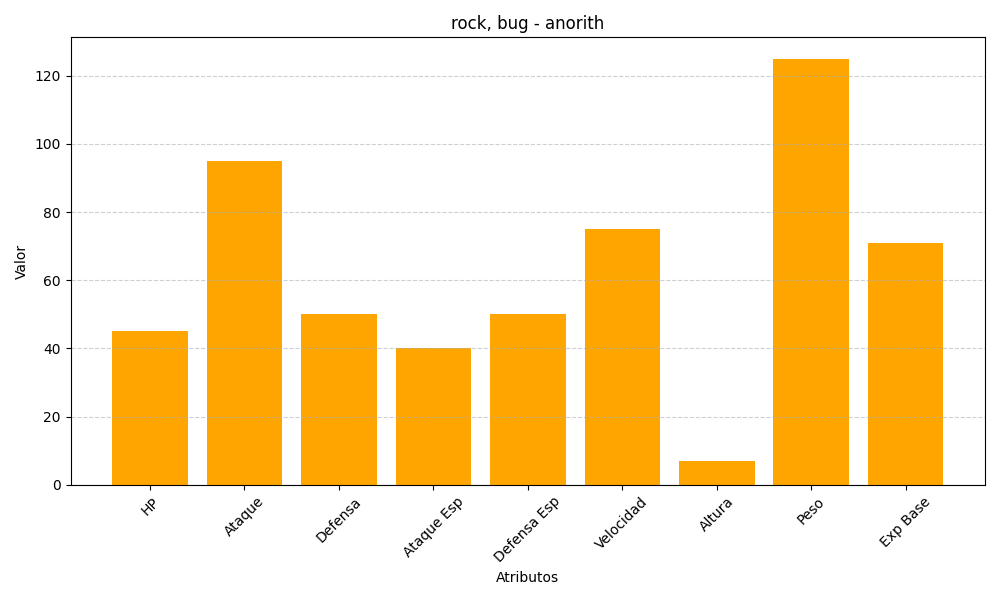 rock, bug - anorith
Valor
120
100
80
60
40
20
0
HP
Ataque
Defensa
Ataque Esp
Defensa Esp
Velocidad
Altura
Peso
Exp Base
Atributos